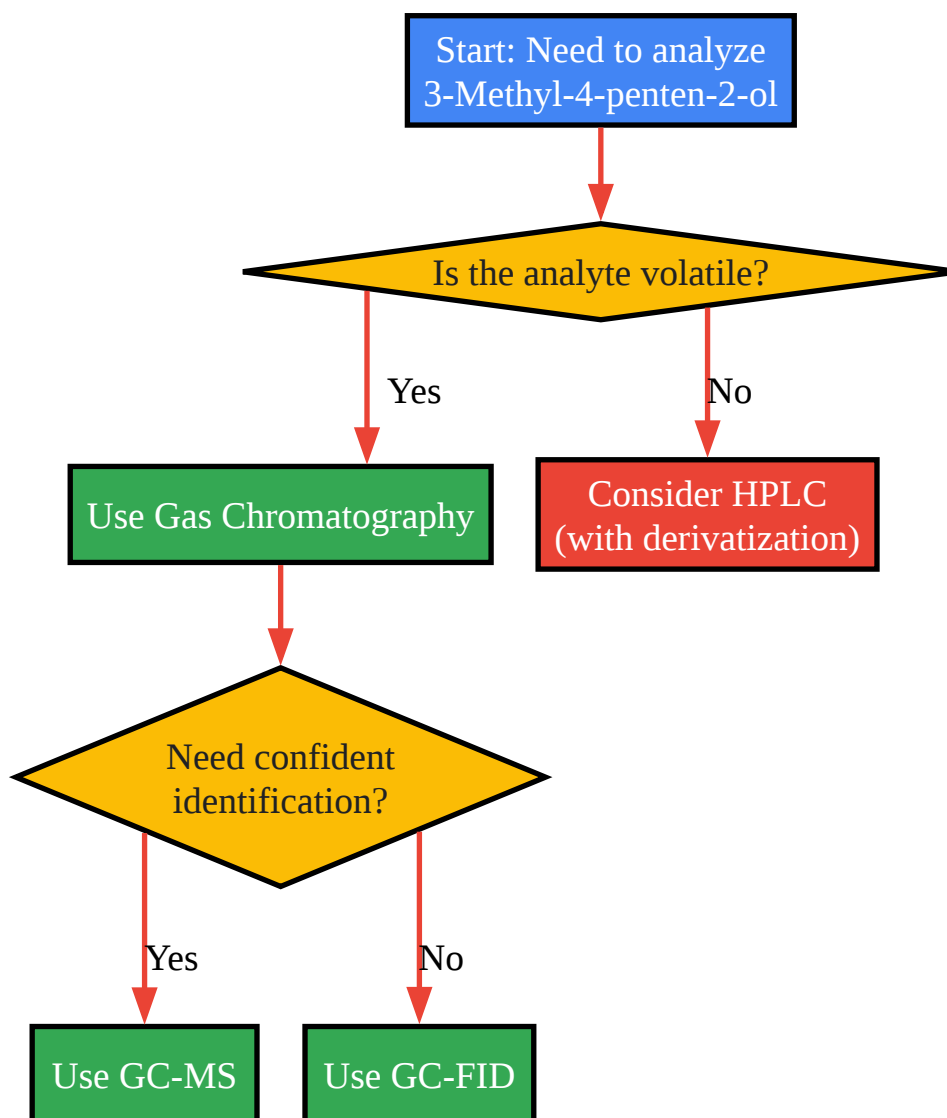 Start: Need to analyze
3-Methyl-4-penten-2-ol
Is the analyte volatile?
Yes
No
Use Gas Chromatography
Consider HPLC
(with derivatization)
Need confident
identification?
Yes
No
Use GC-MS
Use GC-FID